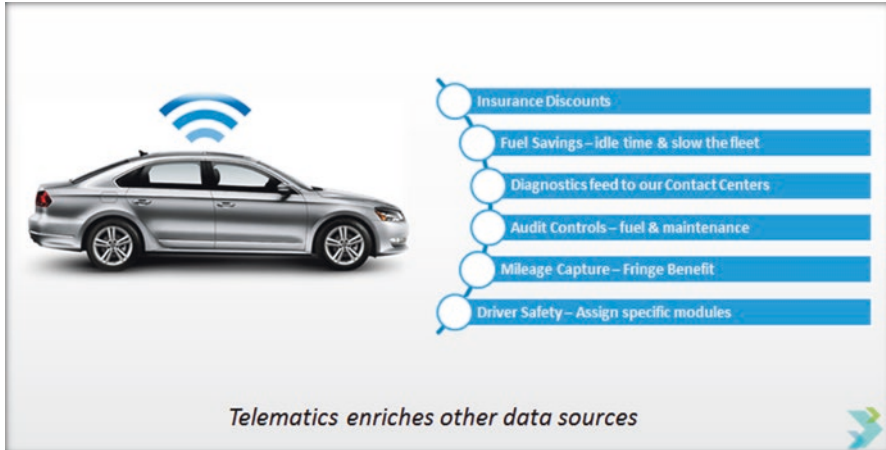 Insurance Discounts
Fuel Savings – idle time & slow the fleet
Diagnostics feed to our Contact Centers
Audit Controls – fuel & maintenance
Mileage Capture – Fringe Benefit
Driver Safety – Assign specific modules
Telematics enriches other data sources